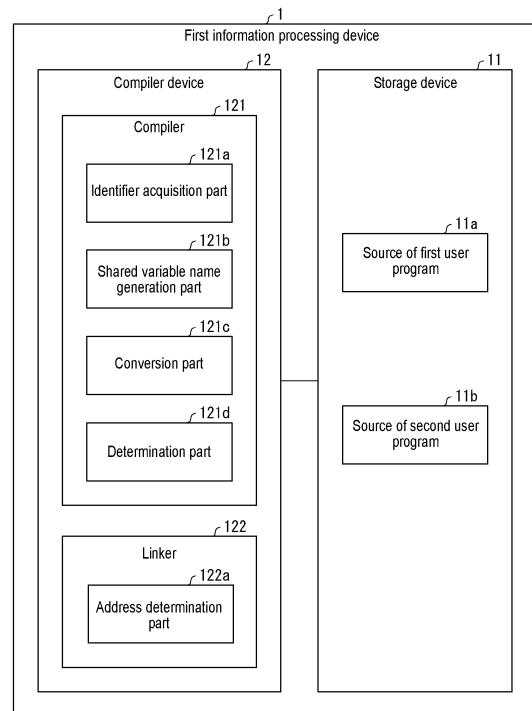 1
First information processing device
12
Compiler device
121
Compiler
121a
Identifier acquisition part
121b
Shared variable name
generation part
121c
Conversion part
121d
Determination part
122
Linker
122a
Address determination
part
11
Storage device
11a
Source of first user
program
11b
Source of second user
program